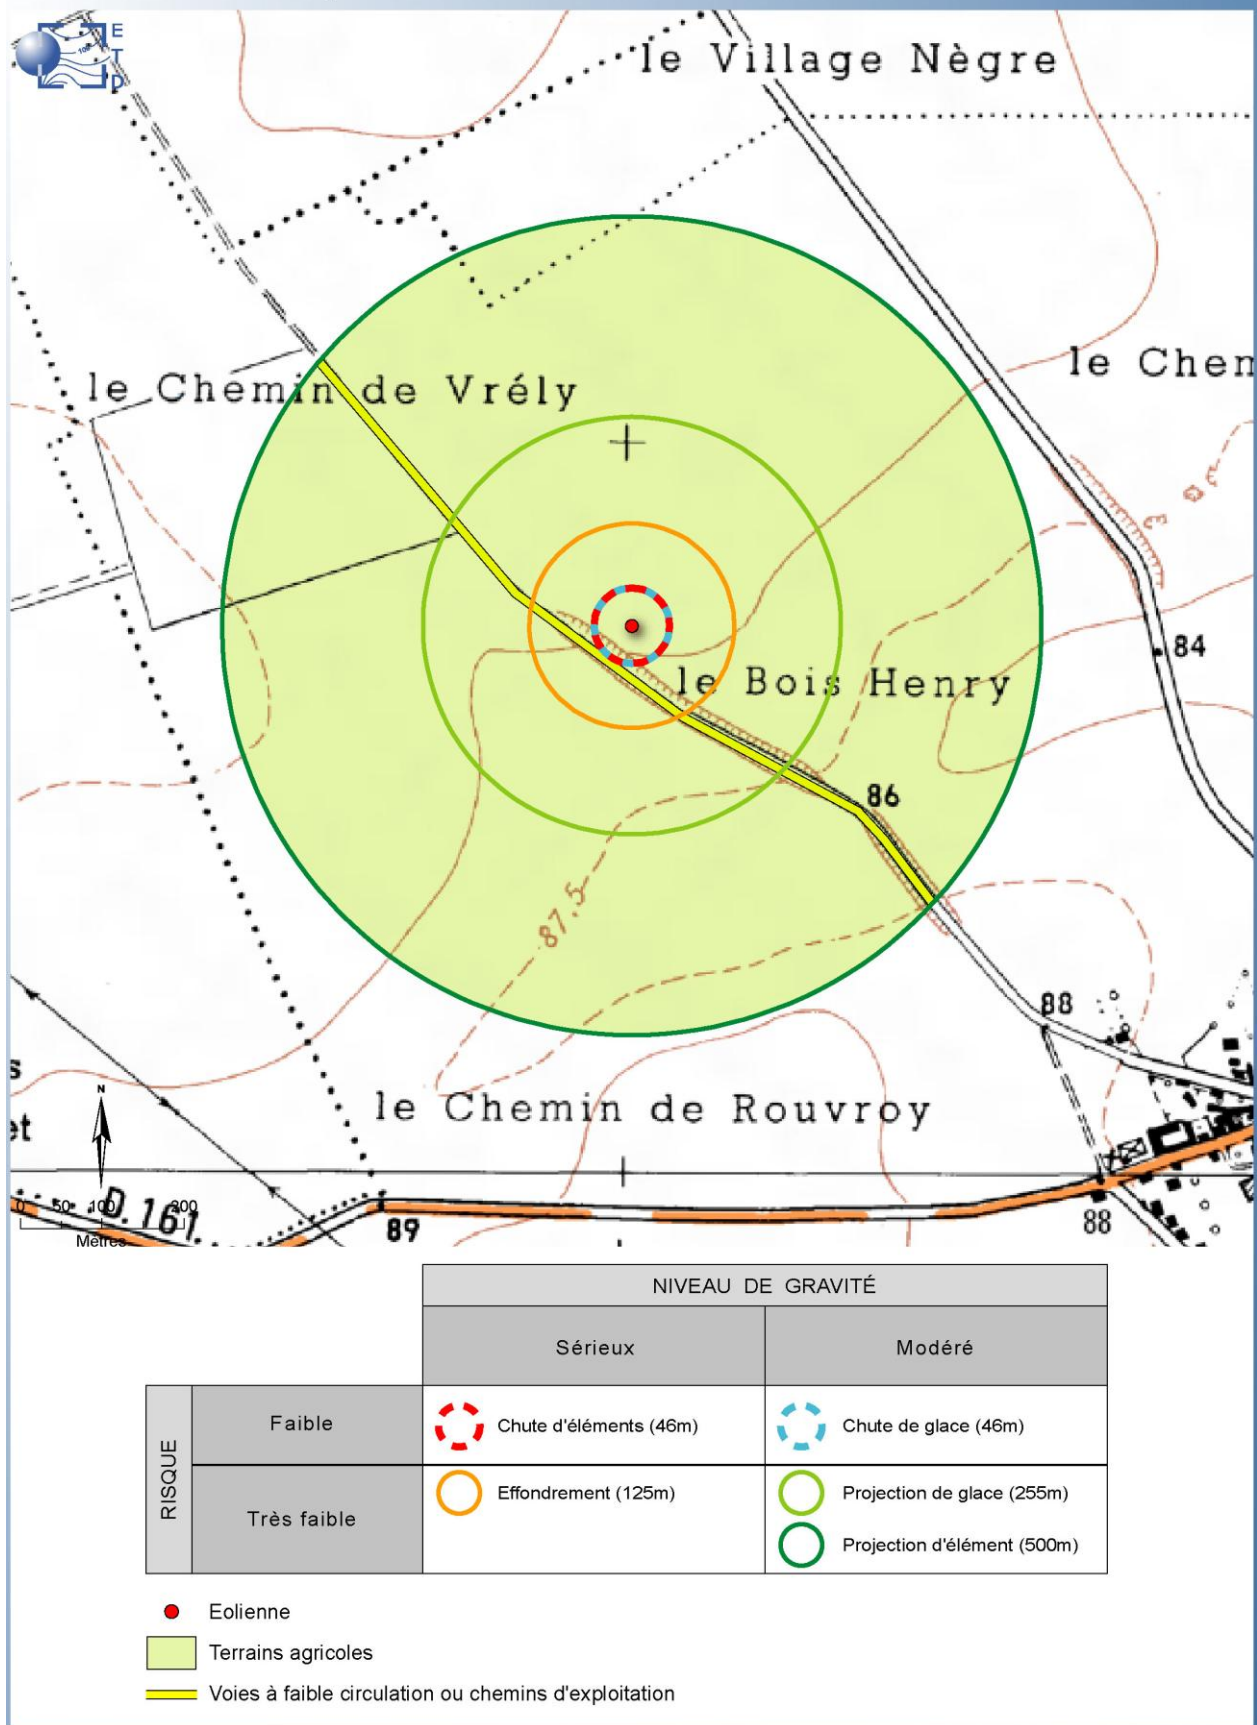 E
T
D
le Village Nègre
le Chem
le Chemin de Vrély
84
le Bois Henry
86
87.5
88
s
et
N
le Chemin de Rouvroy
0 50 100 200
Mètres
D.161
89
88
NIVEAU DE GRAVITÉ
Sérieux
Modéré
RISQUE
Faible
Chute d'éléments (46m)
Chute de glace (46m)
Très faible
Effondrement (125m)
Projection de glace (255m)
Projection d'élément (500m)
Eolienne
Terrains agricoles
Voies à faible circulation ou chemins d'exploitation